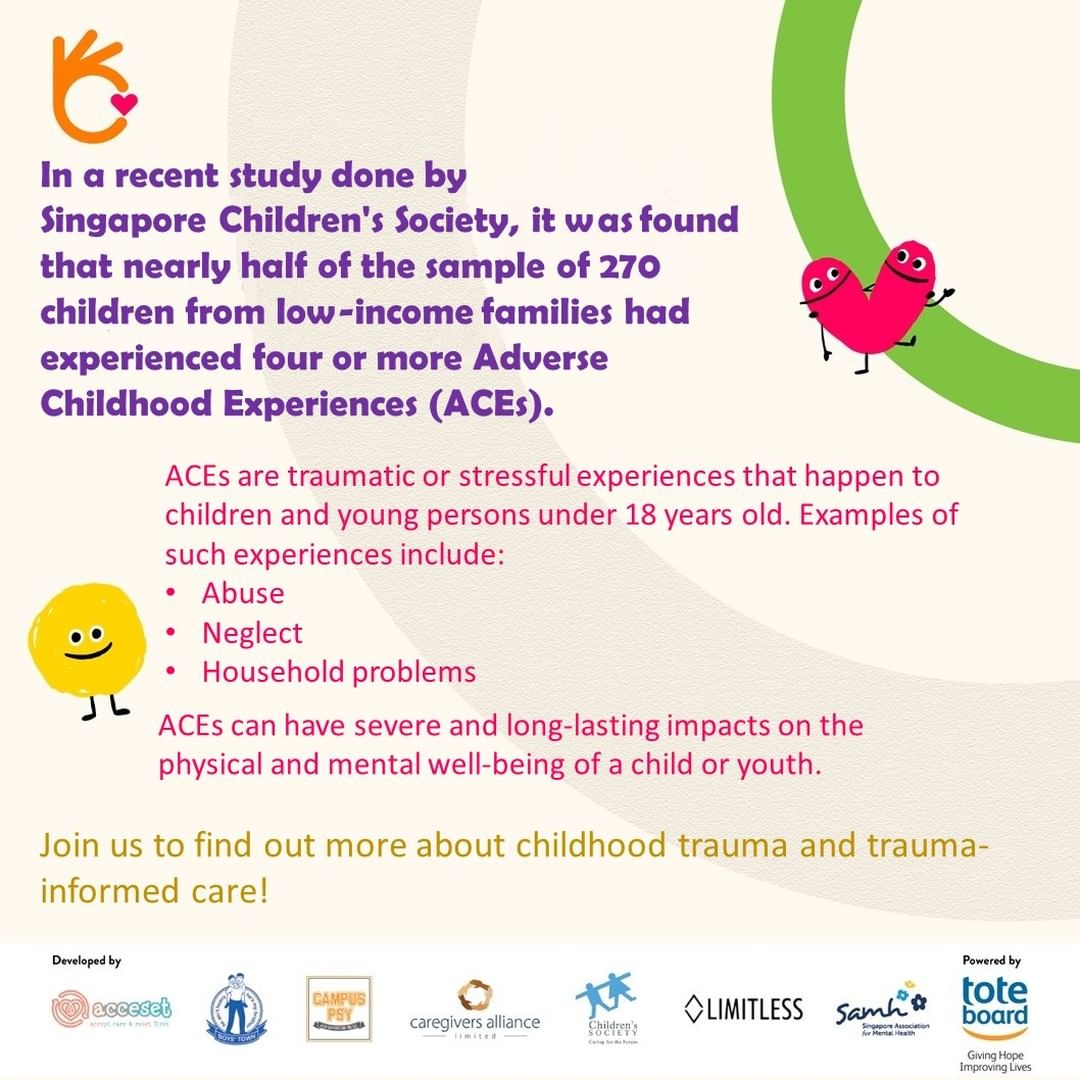 In a recent study done by
Singapore Children's Society, it was found
that nearly half of the sample of 270
children from low-income families had
experienced four or more Adverse
Childhood Experiences (ACEs).
ACEs are traumatic or stressful experiences that happen to
children and young persons under 18 years old. Examples of
such experiences include:
• Abuse
• Neglect
• Household problems
ACEs can have severe and long-lasting impacts on the
physical and mental well-being of a child or youth.
Join us to find out more about childhood trauma and trauma-
informed care!
Developed by
acceset
accept care & reset lives
BOYS' TOWN
CAMPUS
PSY
caregivers alliance
limited
Children's
SOCIETY
Caring for the Future
LIMITLESS
Samh
Singapore Association
for Mental Health
Powered by
tote
board
Giving Hope
Improving Lives